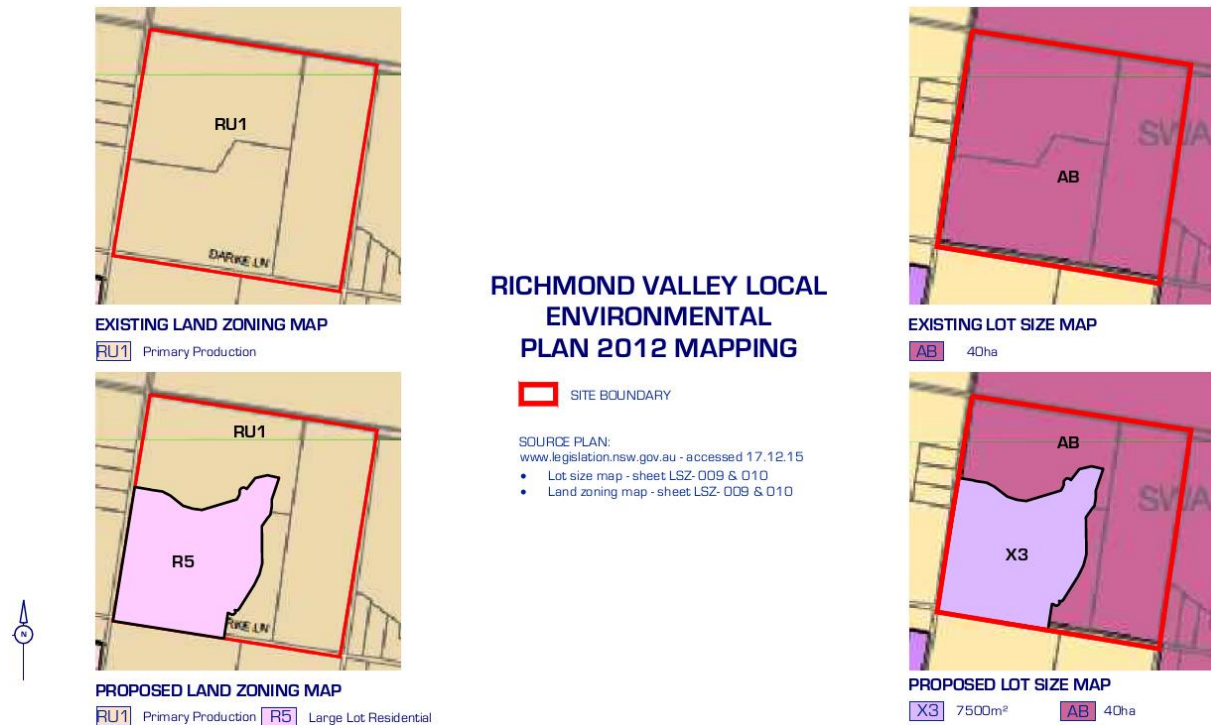 RU1
DARKE LN
EXISTING LAND ZONING MAP
RU1 Primary Production
RU1
R5
RKE LN
PROPOSED LAND ZONING MAP
RU1 Primary Production R5 Large Lot Residential
N
RICHMOND VALLEY LOCAL
ENVIRONMENTAL
PLAN 2012 MAPPING
SITE BOUNDARY
SOURCE PLAN:
www.legislation.nsw.gov.au - accessed 17.12.15
• Lot size map - sheet LSZ- 009 & 010
• Land zoning map - sheet LSZ- 009 & 010
SWA
AB
EXISTING LOT SIZE MAP
AB 40ha
AB
SWA
X3
PROPOSED LOT SIZE MAP
X3 7500m² AB 40ha